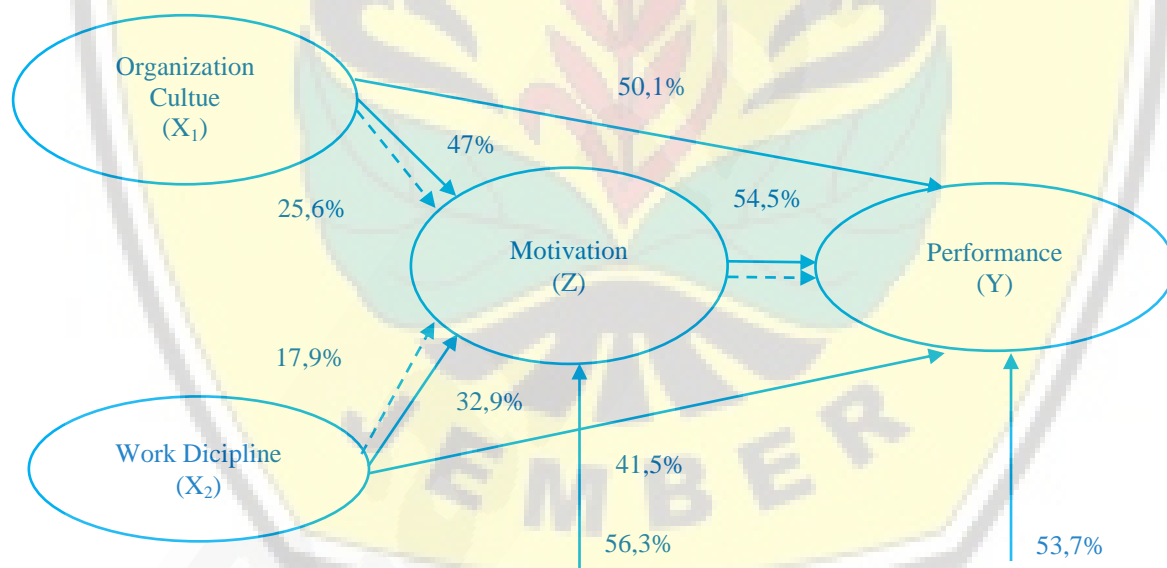 Organization
Cultue
(X₁)
50,1%
47%
25,6%
54,5%
Motivation
(Z)
Performance
(Y)
17,9%
32,9%
Work Dicipline
(X₂)
41,5%
56,3%
53,7%
EMBER